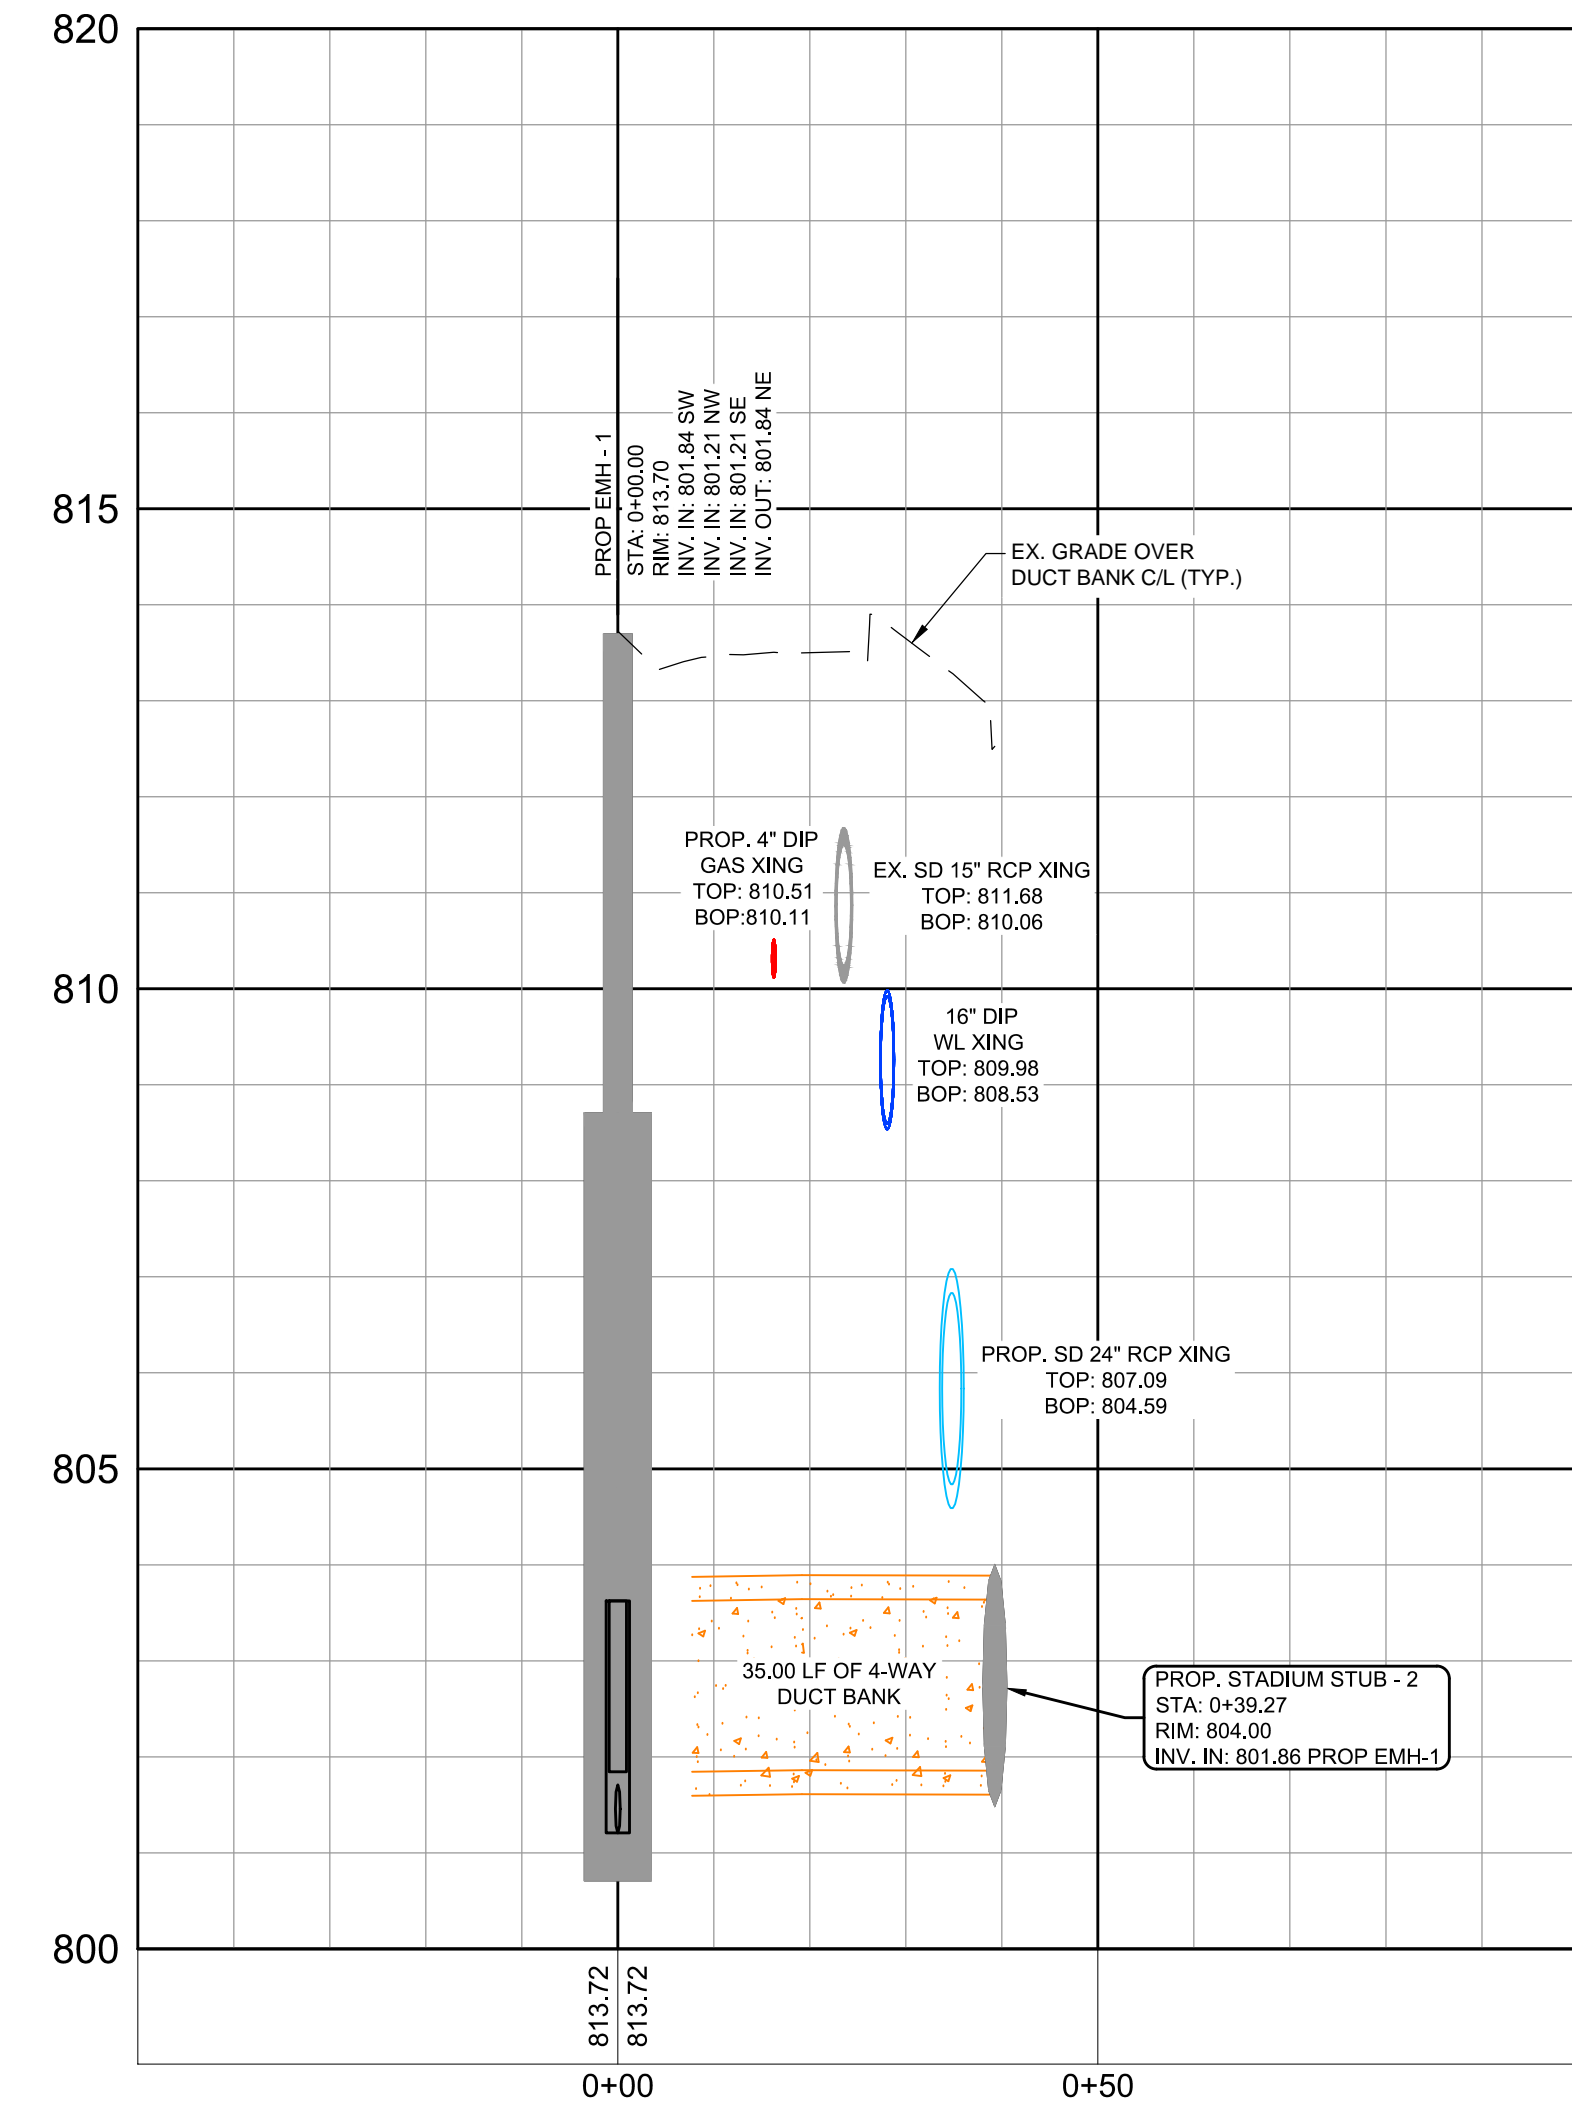 820
815
810
805
800
PROP EMH - 1
STA: 0+00.00
RIM: 813.70
INV. IN: 801.84 SW
INV. IN: 801.21 NW
INV. IN: 801.21 SE
INV. OUT: 801.84 NE
EX. GRADE OVER
DUCT BANK C/L (TYP.)
PROP. 4" DIP
GAS XING
TOP: 810.51
BOP:810.11
EX. SD 15" RCP XING
TOP: 811.68
BOP: 810.06
16" DIP
WL XING
TOP: 809.98
BOP: 808.53
PROP. SD 24" RCP XING
TOP: 807.09
BOP: 804.59
35.00 LF OF 4-WAY
DUCT BANK
PROP. STADIUM STUB - 2
STA: 0+39.27
RIM: 804.00
INV. IN: 801.86 PROP EMH-1
813.72
813.72
0+00
0+50